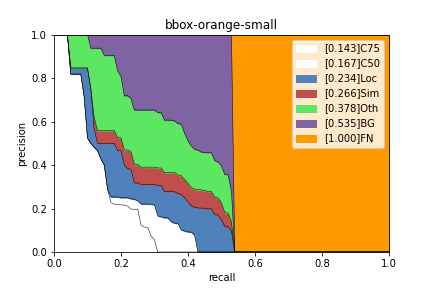 bbox-orange-small
1.0
0.8
0.6
0.4
0.2
0.0
precision
[0.143]C75
[0.167]C50
[0.234]Loc
[0.266]Sim
[0.378]Oth
[0.535]BG
[1.000]FN
0.0 0.2 0.4 0.6 0.8 1.0
recall